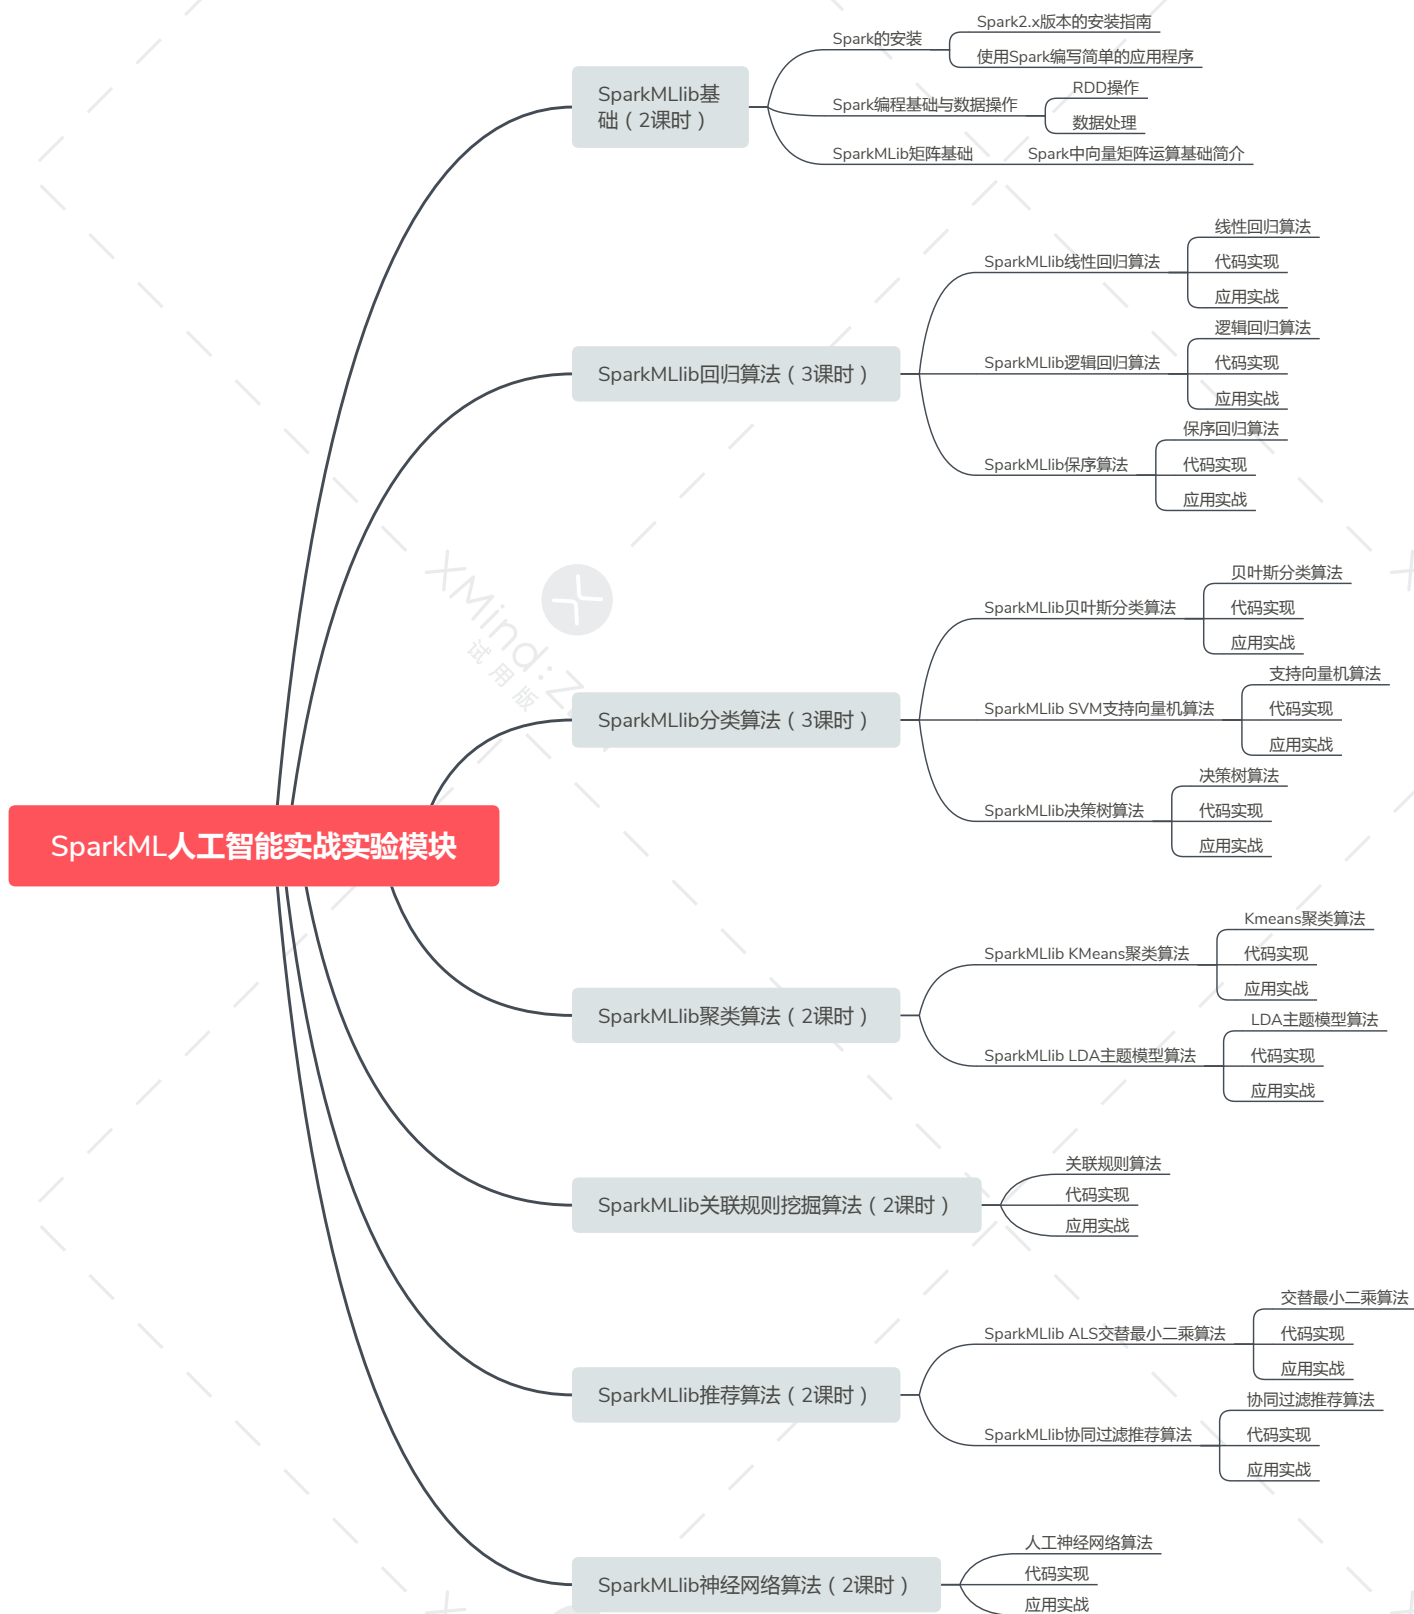 SparkML人工智能实战实验模块
SparkMLlib基
础（2课时）
Spark的安装
Spark2.x版本的安装指南
使用Spark编写简单的应用程序
Spark编程基础与数据操作
RDD操作
数据处理
SparkMLib矩阵基础
Spark中向量矩阵运算基础简介
SparkMLlib回归算法（3课时）
SparkMLlib线性回归算法
线性回归算法
代码实现
应用实战
SparkMLlib逻辑回归算法
逻辑回归算法
代码实现
应用实战
SparkMLlib保序算法
保序回归算法
代码实现
应用实战
XMind:Z
试用版
SparkMLlib分类算法（3课时）
SparkMLlib贝叶斯分类算法
贝叶斯分类算法
代码实现
应用实战
SparkMLlib SVM支持向量机算法
支持向量机算法
代码实现
应用实战
SparkMLlib决策树算法
决策树算法
代码实现
应用实战
SparkMLlib聚类算法（2课时）
SparkMLlib KMeans聚类算法
Kmeans聚类算法
代码实现
应用实战
SparkMLlib LDA主题模型算法
LDA主题模型算法
代码实现
应用实战
SparkMLlib关联规则挖掘算法（2课时）
关联规则算法
代码实现
应用实战
SparkMLlib推荐算法（2课时）
SparkMLlib ALS交替最小二乘算法
交替最小二乘算法
代码实现
应用实战
SparkMLlib协同过滤推荐算法
协同过滤推荐算法
代码实现
应用实战
SparkMLlib神经网络算法（2课时）
人工神经网络算法
代码实现
应用实战